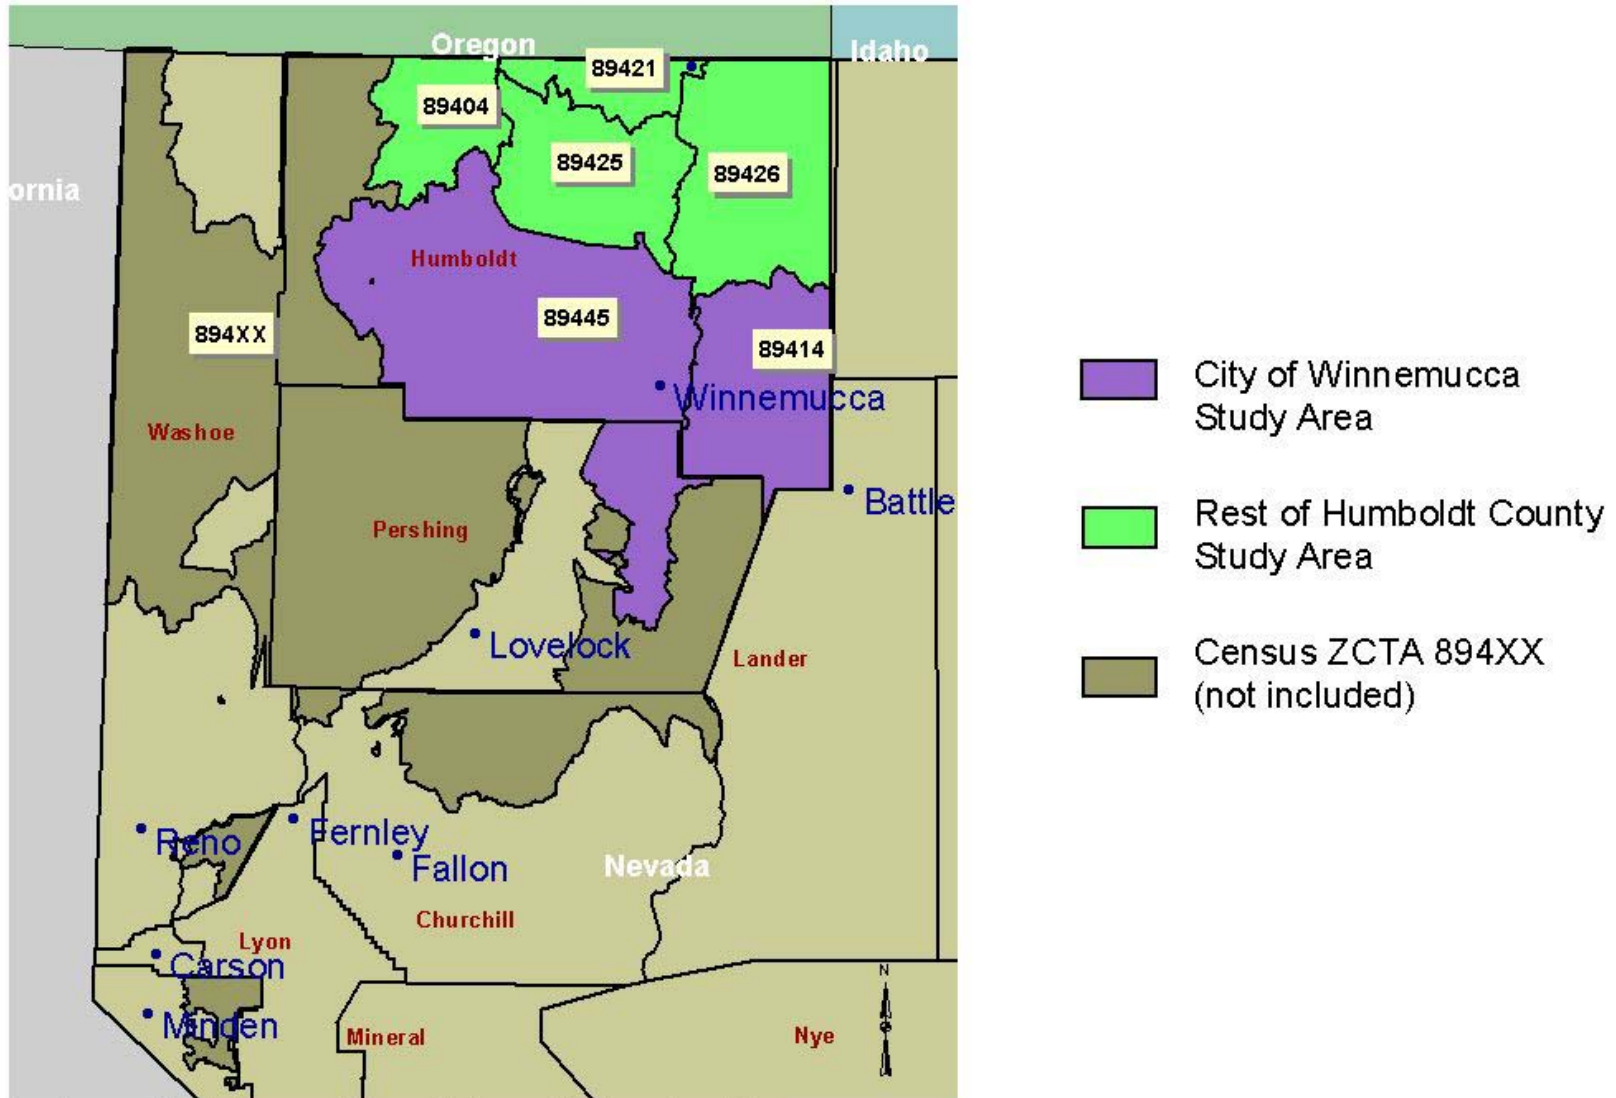 Oregon
Idaho
89421
89404
89425
89426
ornia
Humboldt
89445
894XX
89414
Winnemucca
Washoe
Battle
Pershing
Lovelock
Lander
Reno
Fernley
Fallon
Nevada
Churchill
Lyon
Carson
N
Minden
Mineral
Nye
City of Winnemucca
Study Area
Rest of Humboldt County
Study Area
Census ZCTA 894XX
(not included)